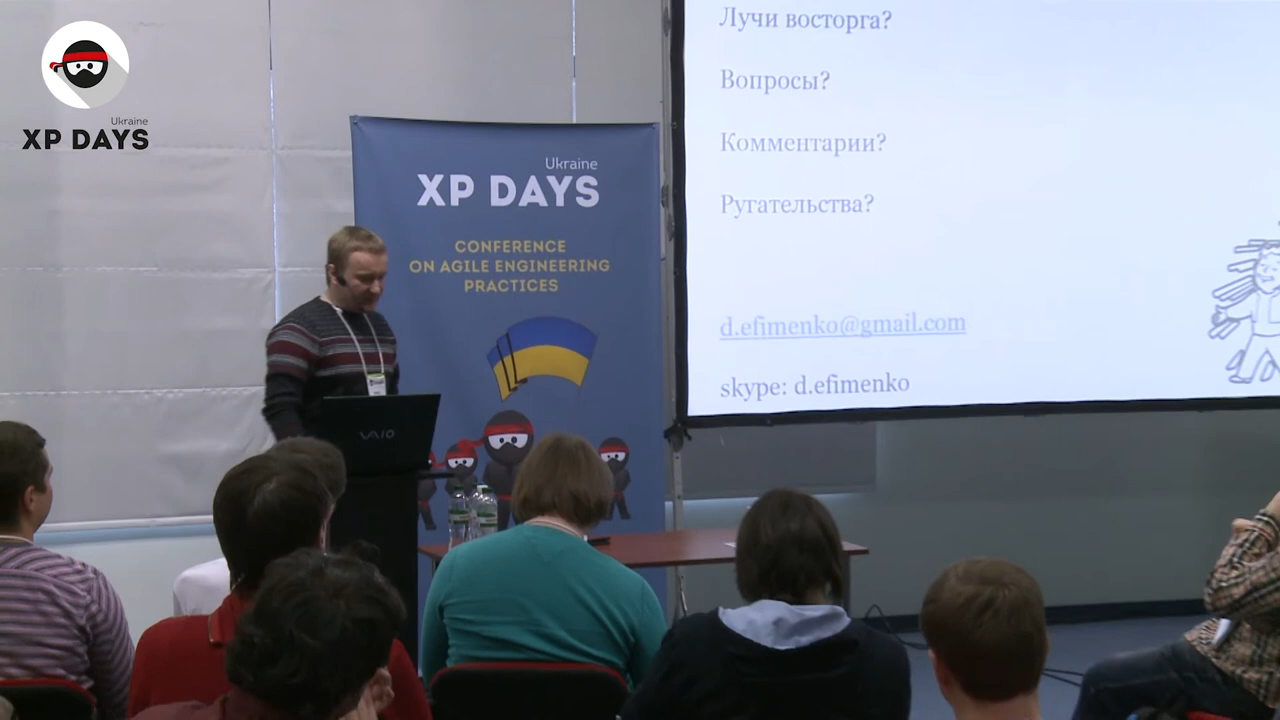 Ukraine
XP DAYS
Ukraine
XP DAYS
CONFERENCE
ON AGILE ENGINEERING
PRACTICES
VAIO
Лучи восторга?
Вопросы?
Комментарии?
Ругательства?
d.efimenko@gmail.com
skype: d.efimenko